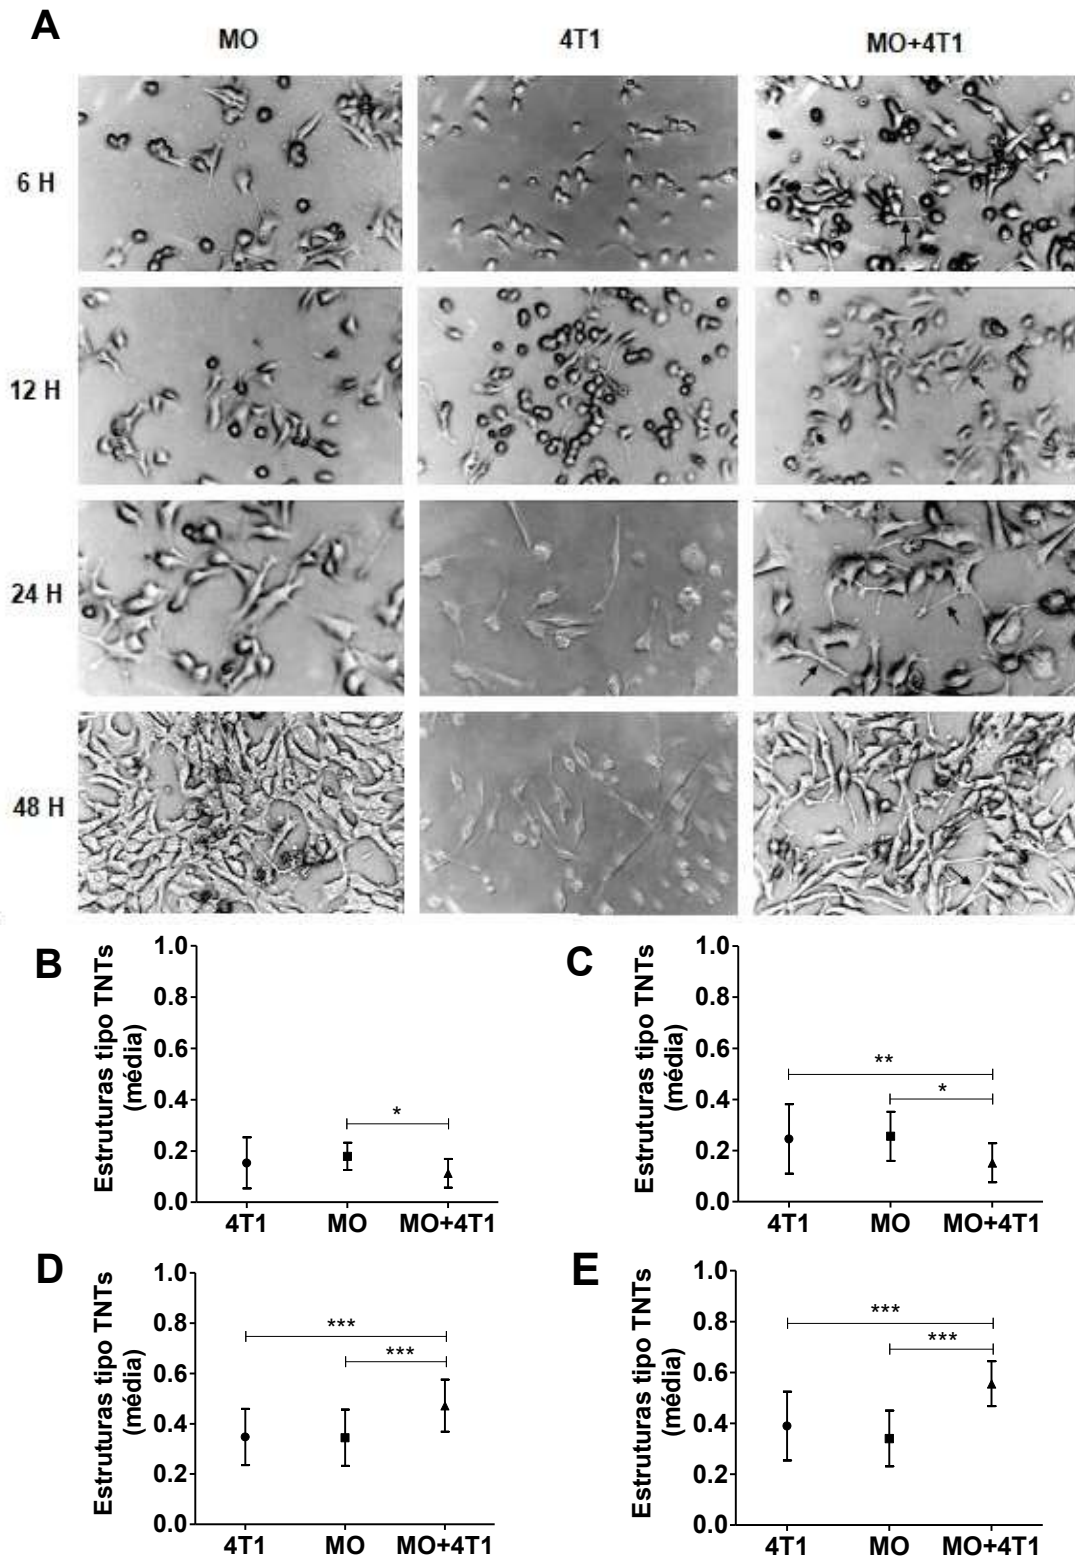 A
MO 4T1 MO+4T1
6 H
12 H
24 H
48 H
B
Estruturas tipo TNTs
(média)
1.0
0.8
0.6
0.4
0.2
0.0
*
4T1 MO MO+4T1
C
Estruturas tipo TNTs
(média)
1.0
0.8
0.6
0.4
0.2
0.0
**
*
4T1 MO MO+4T1
D
Estruturas tipo TNTs
(média)
1.0
0.8
0.6
0.4
0.2
0.0
***
***
4T1 MO MO+4T1
E
Estruturas tipo TNTs
(média)
1.0
0.8
0.6
0.4
0.2
0.0
***
***
4T1 MO MO+4T1